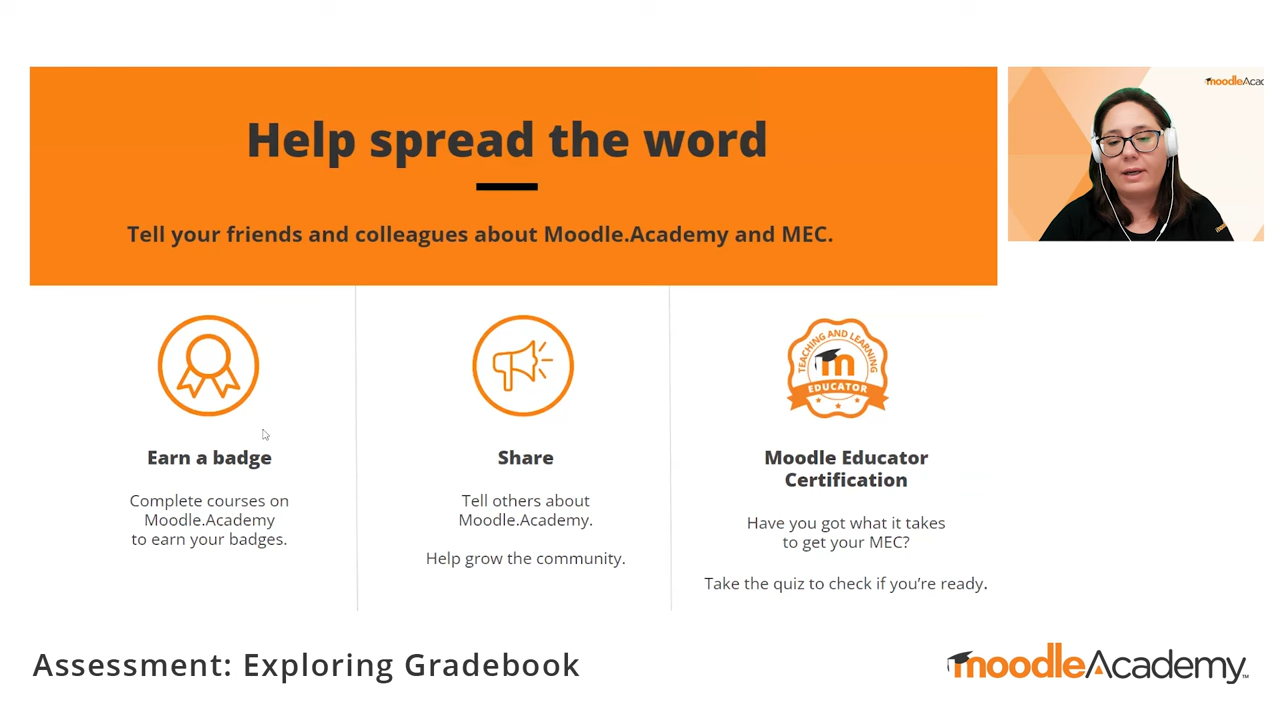 Help spread the word
Tell your friends and colleagues about Moodle.Academy and MEC.
moodleAcad
TEACHING AND LEARNING
EDUCATOR
Earn a badge
Complete courses on
Moodle.Academy
to earn your badges.
Share
Tell others about
Moodle.Academy.
Help grow the community.
Moodle Educator
Certification
Have you got what it takes
to get your MEC?
Take the quiz to check if you’re ready.
Assessment: Exploring Gradebook
moodleAcademy™